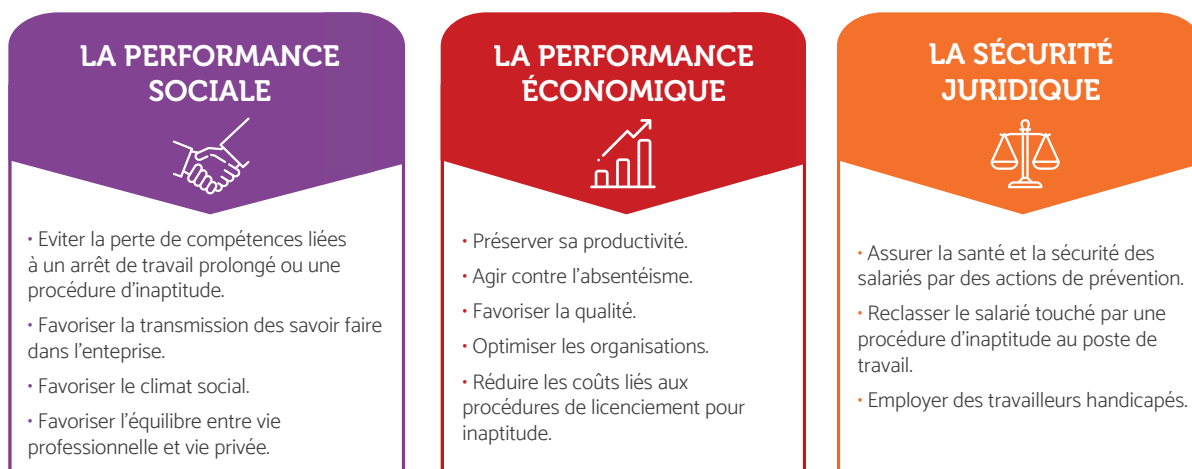 LA PERFORMANCE
SOCIALE
• Eviter la perte de compétences liées
à un arrêt de travail prolongé ou une
procédure d'inaptitude.
• Favoriser la transmission des savoir faire
dans l'enteprise.
• Favoriser le climat social.
• Favoriser l'équilibre entre vie
professionnelle et vie privée.
LA PERFORMANCE
ÉCONOMIQUE
• Préserver sa productivité.
• Agir contre l'absentéisme.
• Favoriser la qualité.
• Optimiser les organisations.
• Réduire les coûts liés aux
procédures de licenciement pour
inaptitude.
LA SÉCURITÉ
JURIDIQUE
• Assurer la santé et la sécurité des
salariés par des actions de prévention.
• Reclasser le salarié touché par une
procédure d'inaptitude au poste de
travail.
• Employer des travailleurs handicapés.